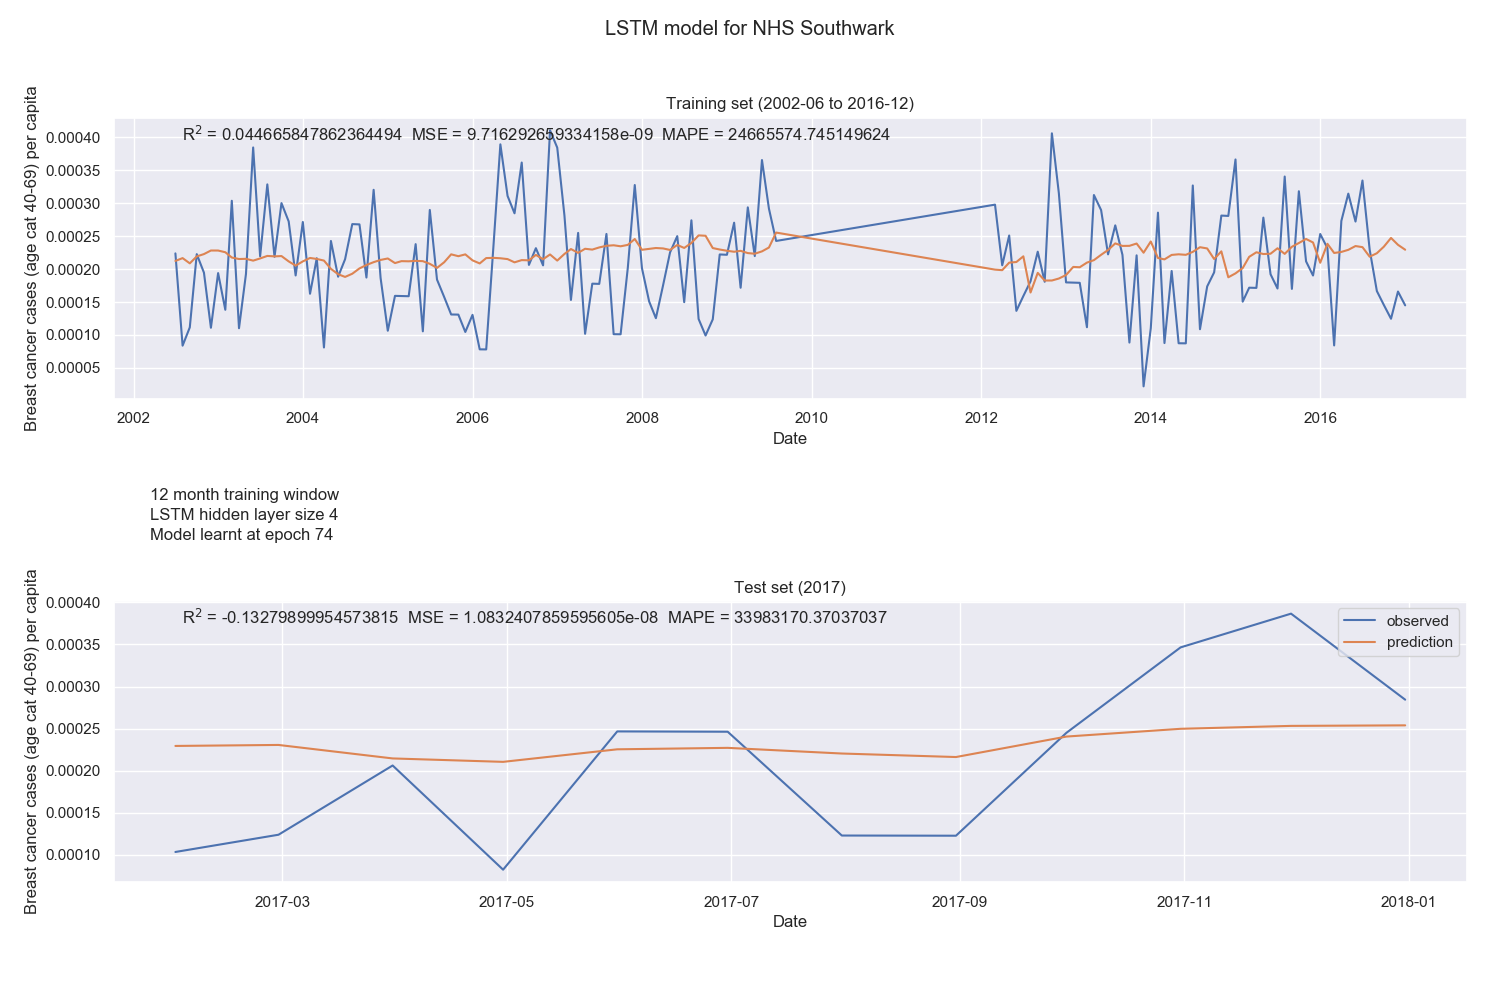 LSTM model for NHS Southwark
Training set (2002-06 to 2016-12)
R² = 0.044665847862364494 MSE = 9.716292659334158e-09 MAPE = 24665574.745149624
Breast cancer cases (age cat 40-69) per capita
0.00040
0.00035
0.00030
0.00025
0.00020
0.00015
0.00010
0.00005
2002 2004 2006 2008 2010 2012 2014 2016
Date
12 month training window
LSTM hidden layer size 4
Model learnt at epoch 74
Test set (2017)
R² = -0.13279899954573815 MSE = 1.0832407859595605e-08 MAPE = 33983170.37037037
observed
prediction
Breast cancer cases (age cat 40-69) per capita
0.00040
0.00035
0.00030
0.00025
0.00020
0.00015
0.00010
2017-03 2017-05 2017-07 2017-09 2017-11 2018-01
Date